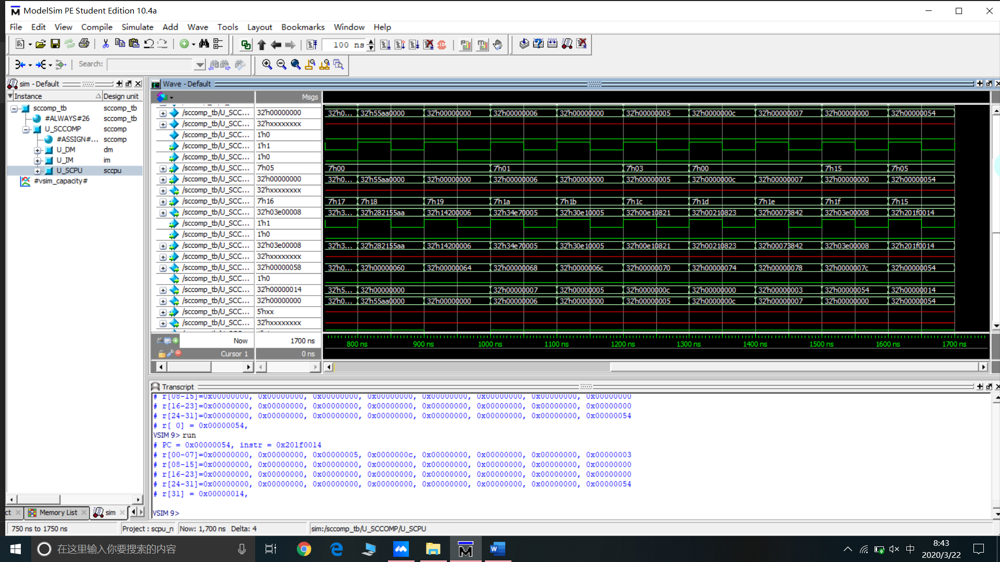 ModelSim PE Student Edition 10.4a
File Edit View Compile Simulate Add Wave Tools Layout Bookmarks Window Help
100 ns
Search:
sim - Default
Instance Design unit
sccomp_tb sccomp_tb
#ALWAYS#26 sccomp_tb
U_SCCOMP sccomp
#ASSIGN#... sccomp
U_DM dm
U_IM im
U_SCPU sccpu
#vsim_capacity#
Wave - Default
Msgs
/sccomp_tb/U_SCC... 32'h00000000 32'h0... 32'h55aa0000 32'h00000000 32'h00000006 32'h00000000 32'h00000005 32'h0000000c 32'h00000007 32'h00000000 32'h00000054
/sccomp_tb/U_SCC... 32'hxxxxxxxx
/sccomp_tb/U_SCC... 1'h0
/sccomp_tb/U_SCC... 1'h1
/sccomp_tb/U_SCC... 1'h0
/sccomp_tb/U_SCC... 7'h05 7'h00 7'h01 7'h03 7'h00 7'h15 7'h05
/sccomp_tb/U_SCC... 32'h00000000 32'h0... 32'h55aa0000 32'h00000000 32'h00000006 32'h00000000 32'h00000005 32'h0000000c 32'h00000007 32'h00000000 32'h00000054
/sccomp_tb/U_SCC... 32'hxxxxxxxx
/sccomp_tb/U_SCC... 7'h16 7'h17 7'h18 7'h19 7'h1a 7'h1b 7'h1c 7'h1d 7'h1e 7'h1f 7'h15
/sccomp_tb/U_SCC... 32'h03e00008 32'h3... 32'h282155aa 32'h14200006 32'h34e70005 32'h30e10005 32'h00e10821 32'h00210823 32'h00073842 32'h03e00008 32'h201f0014
/sccomp_tb/U_SCC... 1'h1
/sccomp_tb/U_SCC... 1'h0
/sccomp_tb/U_SCC... 32'h03e00008 32'h3... 32'h282155aa 32'h14200006 32'h34e70005 32'h30e10005 32'h00e10821 32'h00210823 32'h00073842 32'h03e00008 32'h201f0014
/sccomp_tb/U_SCC... 32'hxxxxxxxx
/sccomp_tb/U_SCC... 32'h00000058 32'h0... 32'h00000060 32'h00000064 32'h00000068 32'h0000006c 32'h00000070 32'h00000074 32'h00000078 32'h0000007c 32'h00000054
/sccomp_tb/U_SCC... 1'h0
/sccomp_tb/U_SCC... 32'h00000014 32'h5... 32'h00000000 32'h00000007 32'h00000005 32'h0000000c 32'h00000000 32'h00000003 32'h00000054 32'h00000014
/sccomp_tb/U_SCC... 32'h00000000 32'h0... 32'h55aa0000 32'h00000000 32'h00000006 32'h00000000 32'h00000005 32'h0000000c 32'h00000007 32'h00000000 32'h00000054
/sccomp_tb/U_SCC... 5'hxx
/sccomp_tb/U_SCC... 32'hxxxxxxxx
Now 1700 ns 800 ns 900 ns 1000 ns 1100 ns 1200 ns 1300 ns 1400 ns 1500 ns 1600 ns 1700 ns
Cursor 1 0 ns
Transcript
# r[08-15]=0x00000000, 0x00000000, 0x00000000, 0x00000000, 0x00000000, 0x00000000, 0x00000000, 0x00000000
# r[16-23]=0x00000000, 0x00000000, 0x00000000, 0x00000000, 0x00000000, 0x00000000, 0x00000000, 0x00000000
# r[24-31]=0x00000000, 0x00000000, 0x00000000, 0x00000000, 0x00000000, 0x00000000, 0x00000000, 0x00000054
# r[ 0] = 0x00000054,
VSIM 9> run
# PC = 0x00000054, instr = 0x201f0014
# r[00-07]=0x00000000, 0x00000000, 0x00000005, 0x0000000c, 0x00000000, 0x00000000, 0x00000000, 0x00000003
# r[08-15]=0x00000000, 0x00000000, 0x00000000, 0x00000000, 0x00000000, 0x00000000, 0x00000000, 0x00000000
# r[16-23]=0x00000000, 0x00000000, 0x00000000, 0x00000000, 0x00000000, 0x00000000, 0x00000000, 0x00000000
# r[24-31]=0x00000000, 0x00000000, 0x00000000, 0x00000000, 0x00000000, 0x00000000, 0x00000000, 0x00000054
# r[31] = 0x00000014,
VSIM 9>
ct Memory List sim
750 ns to 1750 ns Project : scpu_n Now: 1,700 ns Delta: 4 sim:/sccomp_tb/U_SCCOMP/U_SCPU
在这里输入你要搜索的内容
中
8:43
2020/3/22